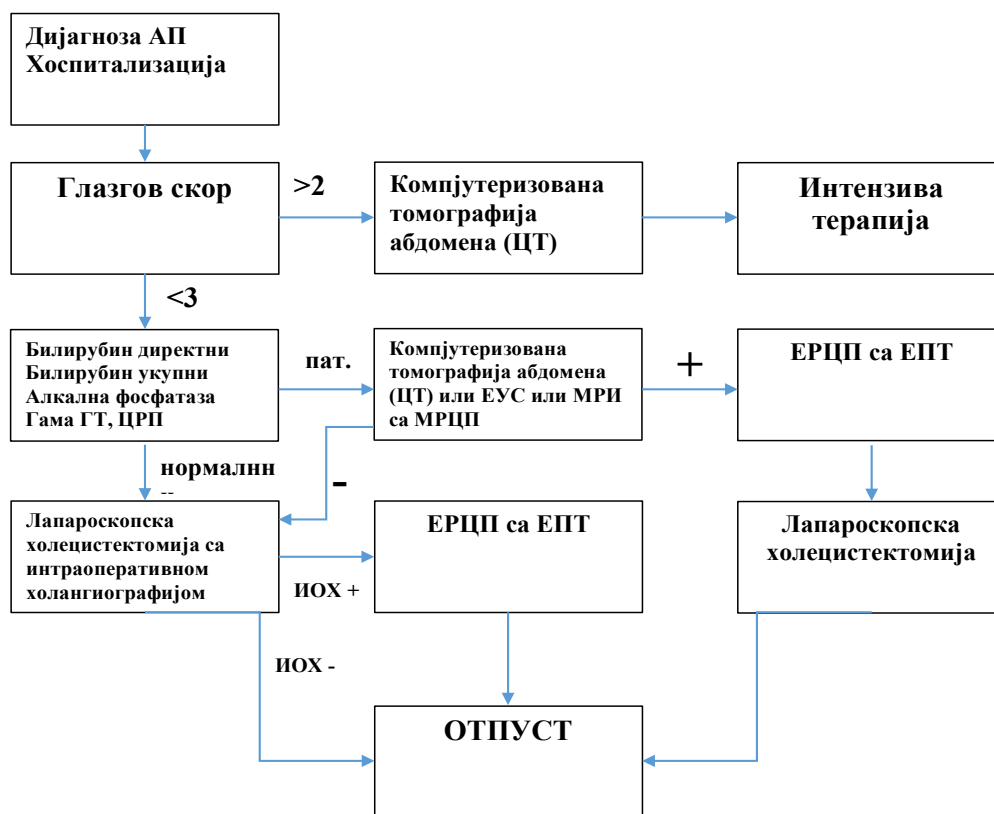 Дијагноза АП
Хоспитализација
Глазгов скор
>2
Компјутеризована
томографија
абдомена (ЦТ)
Интензива
терапија
<3
Билирубин директни
Билирубин укупни
Алкална фосфатаза
Гама ГТ, ЦРП
пат.
Компјутеризована
томографија абдомена
(ЦТ) или ЕУС или МРИ
са МРЦП
+
ЕРЦП са ЕПТ
нормалнн
-
Лапароскопска
холецистектомија са
интраоперативном
холангиографијом
ИОХ +
ЕРЦП са ЕПТ
Лапароскопска
холецистектомија
ИОХ -
ОТПУСТ